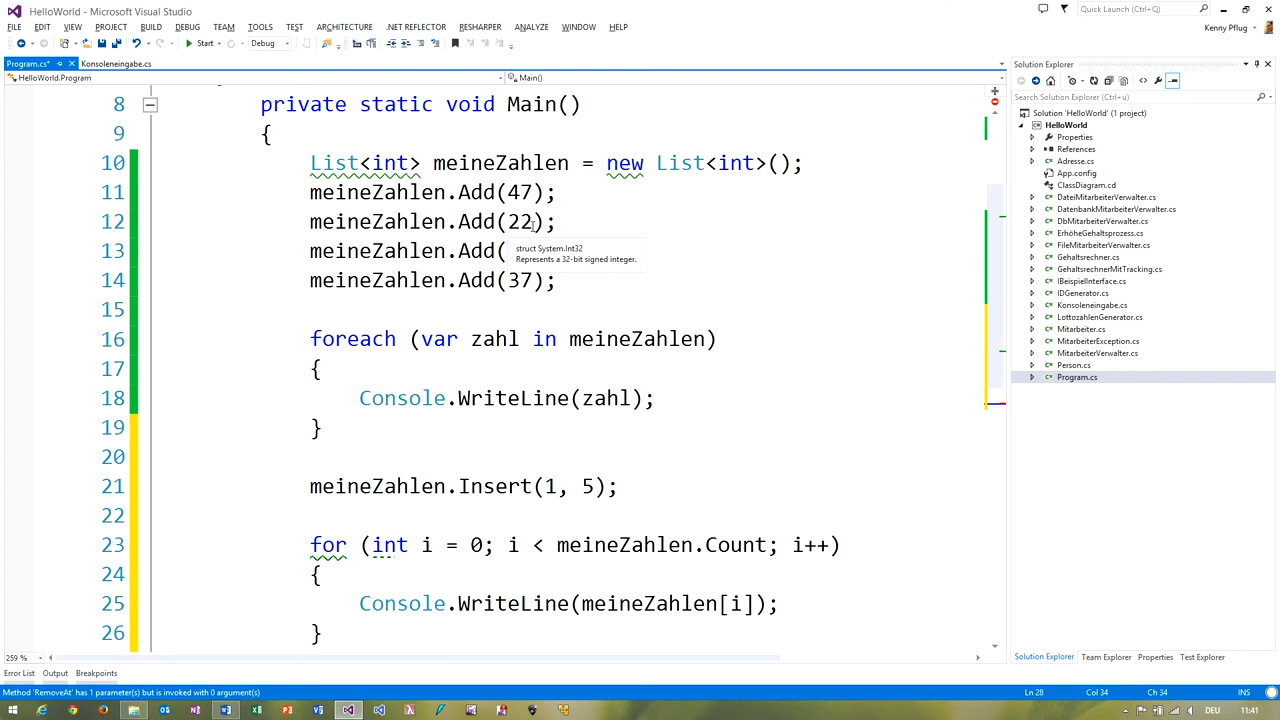 HelloWorld - Microsoft Visual Studio
Quick Launch (Ctrl+Q)
FILE EDIT VIEW PROJECT BUILD DEBUG TEAM TOOLS TEST ARCHITECTURE .NET REFLECTOR RESHARPER ANALYZE WINDOW HELP
Kenny Pflug
Start Debug
Program.cs* Konsoleneingabe.cs
HelloWorld.Program Main()
8 private static void Main()
9 {
10 List<int> meineZahlen = new List<int>();
11 meineZahlen.Add(47);
12 meineZahlen.Add(22);
13 meineZahlen.Add(
14 meineZahlen.Add(37);
15
16 foreach (var zahl in meineZahlen)
17 {
18 Console.WriteLine(zahl);
19 }
20
21 meineZahlen.Insert(1, 5);
22
23 for (int i = 0; i < meineZahlen.Count; i++)
24 {
25 Console.WriteLine(meineZahlen[i]);
26 }
struct System.Int32
Represents a 32-bit signed integer.
259 %
Solution Explorer
Search Solution Explorer (Ctrl+ü)
Solution 'HelloWorld' (1 project)
HelloWorld
Properties
References
Adresse.cs
App.config
ClassDiagram.cd
DateiMitarbeiterVerwalter.cs
DatenbankMitarbeiterVerwalter.cs
DbMitarbeiterVerwalter.cs
ErhöheGehaltsprozess.cs
FileMitarbeiterVerwalter.cs
Gehaltsrechner.cs
GehaltsrechnerMitTracking.cs
IBeispielInterface.cs
IDGenerator.cs
Konsoleneingabe.cs
LottozahlenGenerator.cs
Mitarbeiter.cs
MitarbeiterException.cs
MitarbeiterVerwalter.cs
Person.cs
Program.cs
Solution Explorer Team Explorer Properties Test Explorer
Error List Output Breakpoints
Method 'RemoveAt' has 1 parameter(s) but is invoked with 0 argument(s)
Ln 28 Col 34 Ch 34 INS
DEU 11:41